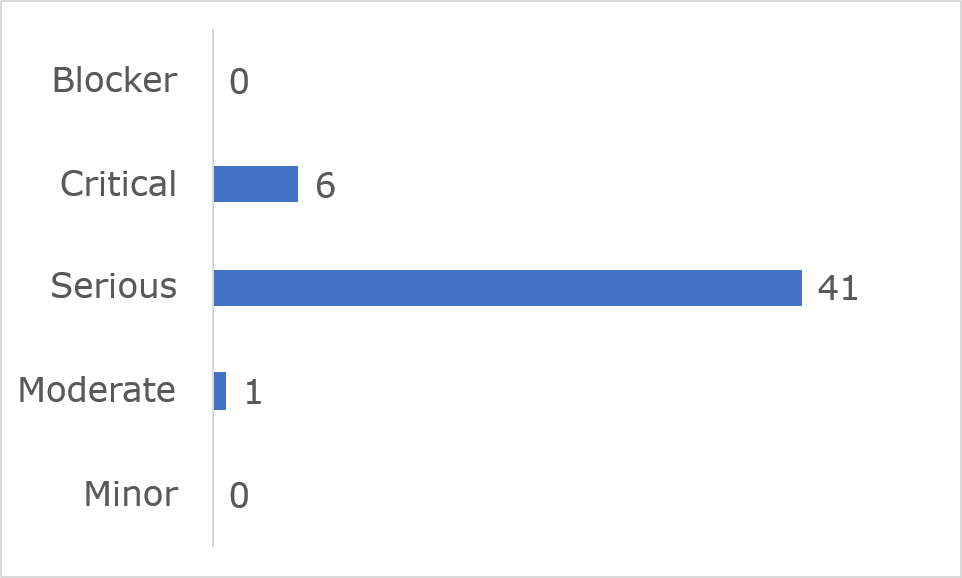 Blocker 0
Critical 6
Serious 41
Moderate 1
Minor 0